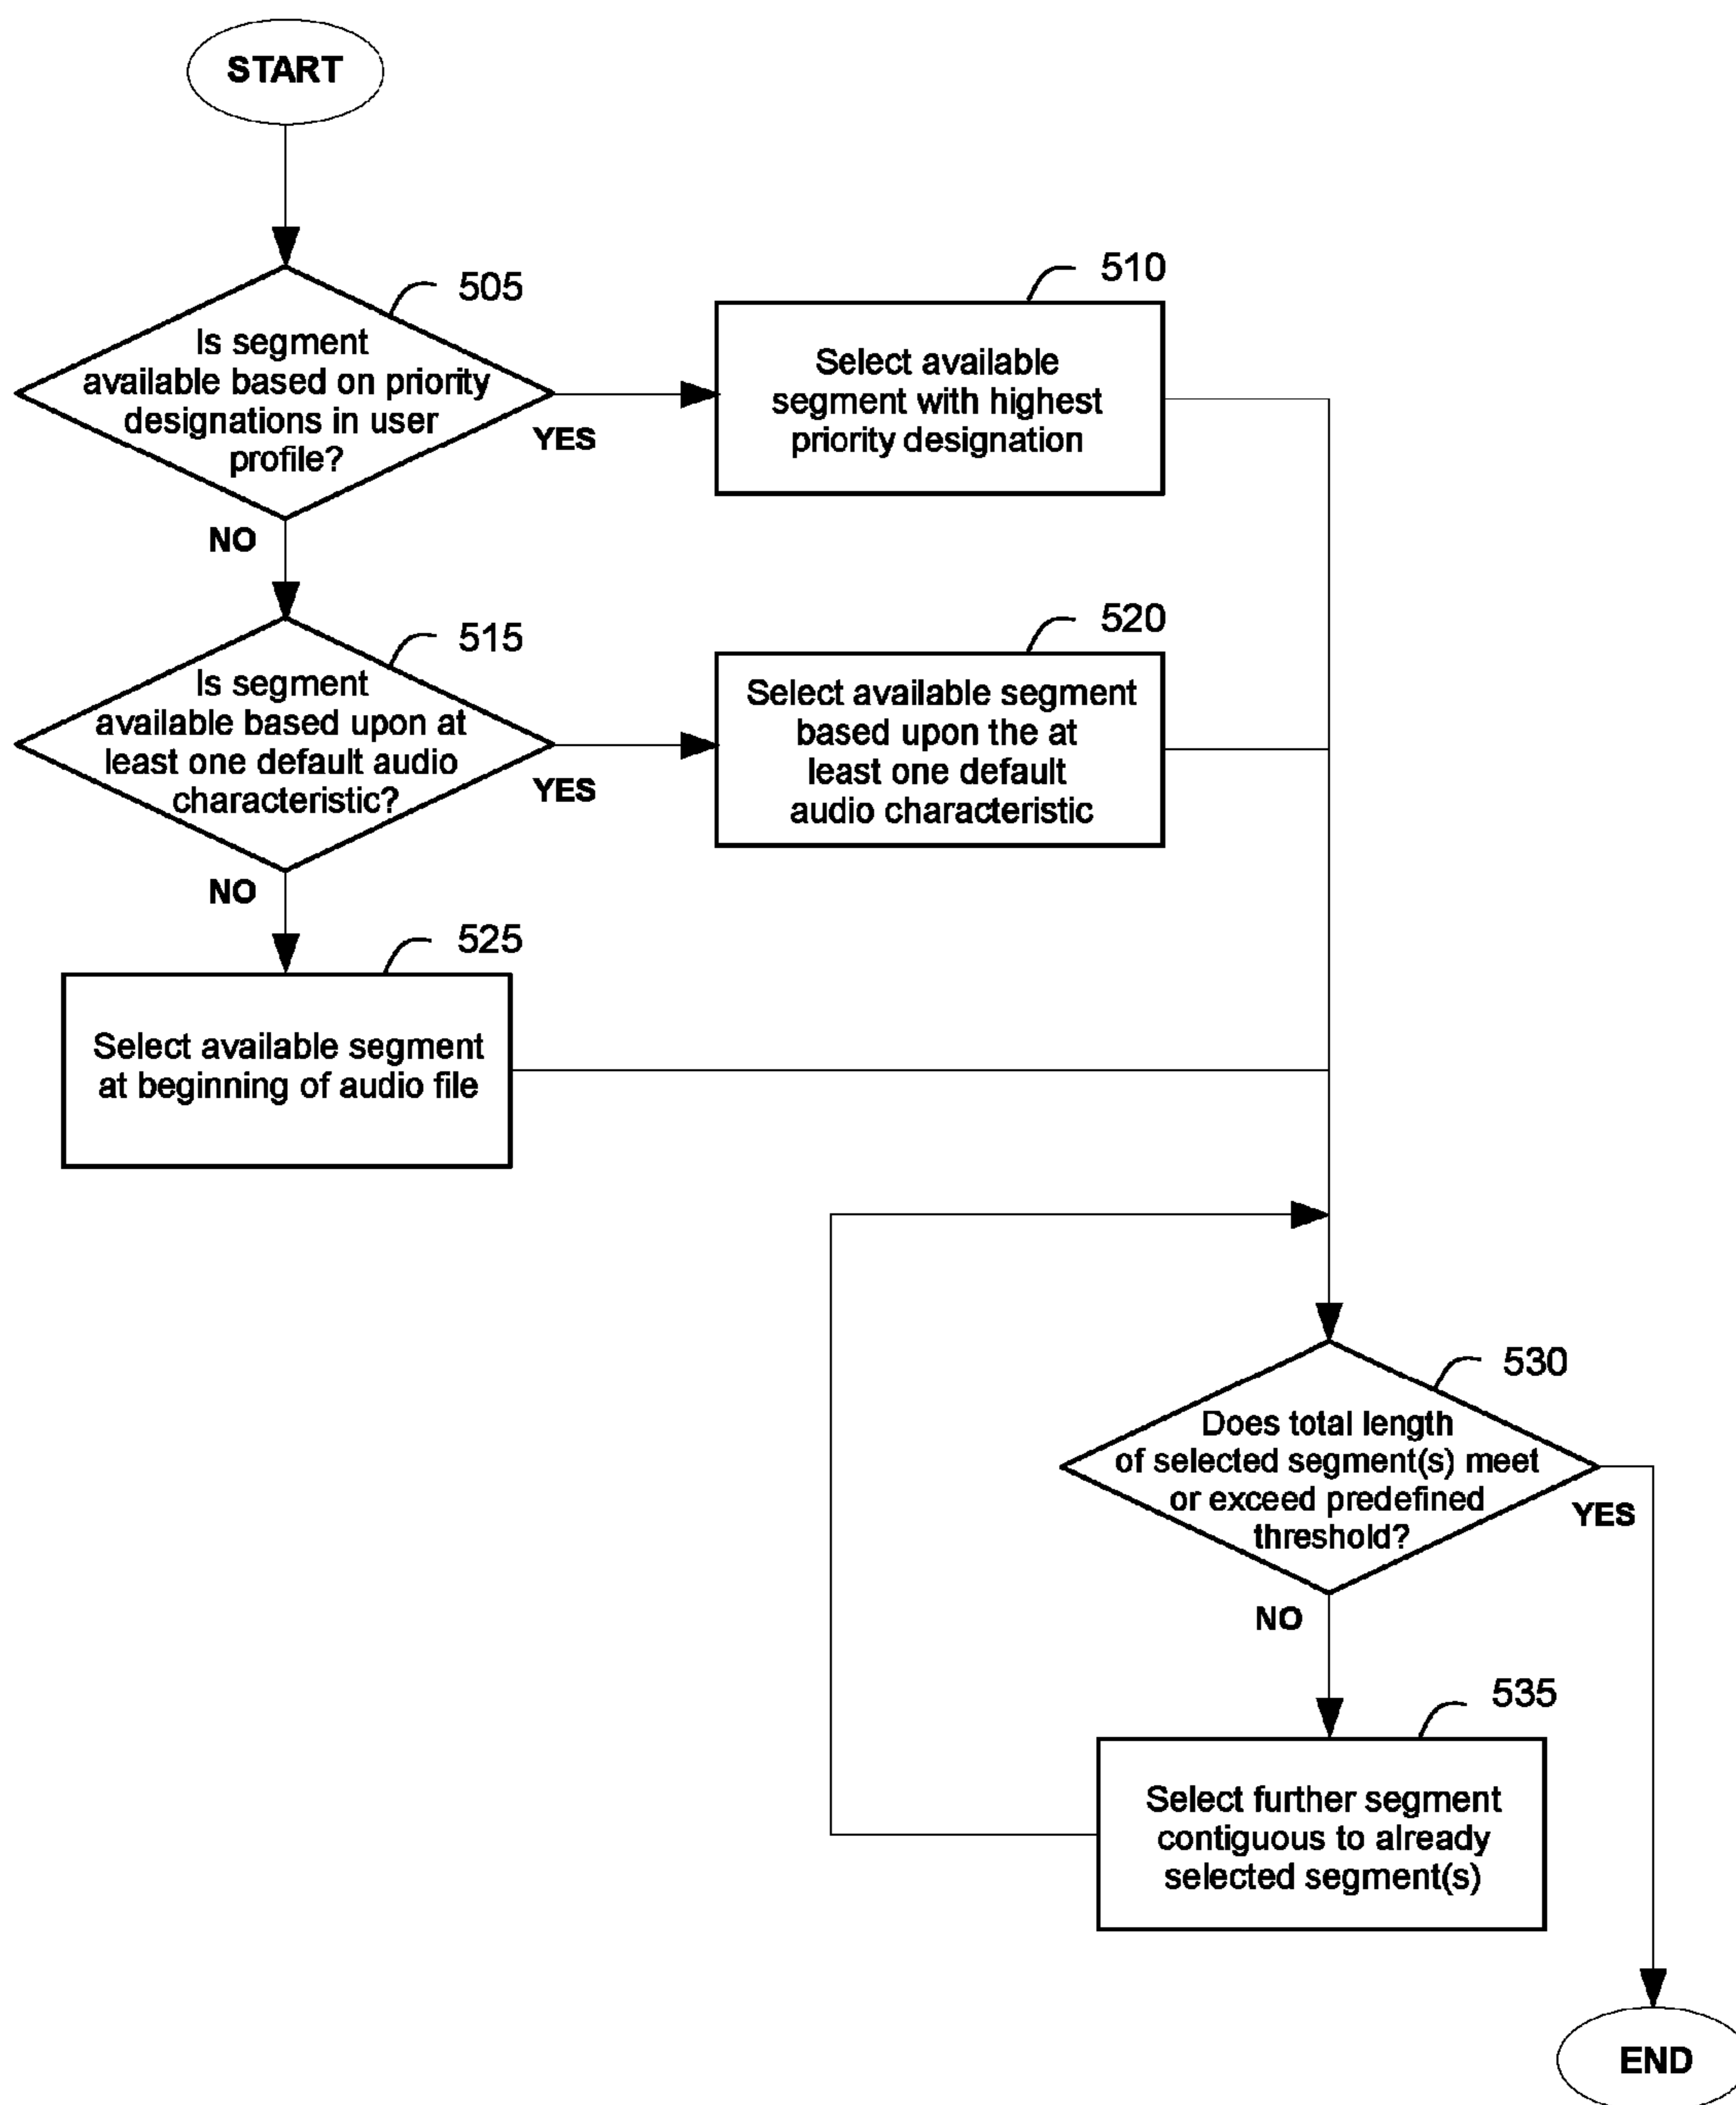 START
505
Is segment
available based on priority
designations in user
profile?
YES
NO
510
Select available
segment with highest
priority designation
515
Is segment
available based upon at
least one default audio
characteristic?
YES
NO
520
Select available segment
based upon the at
least one default
audio characteristic
525
Select available segment
at beginning of audio file
530
Does total length
of selected segment(s) meet
or exceed predefined
threshold?
YES
NO
535
Select further segment
contiguous to already
selected segment(s)
END